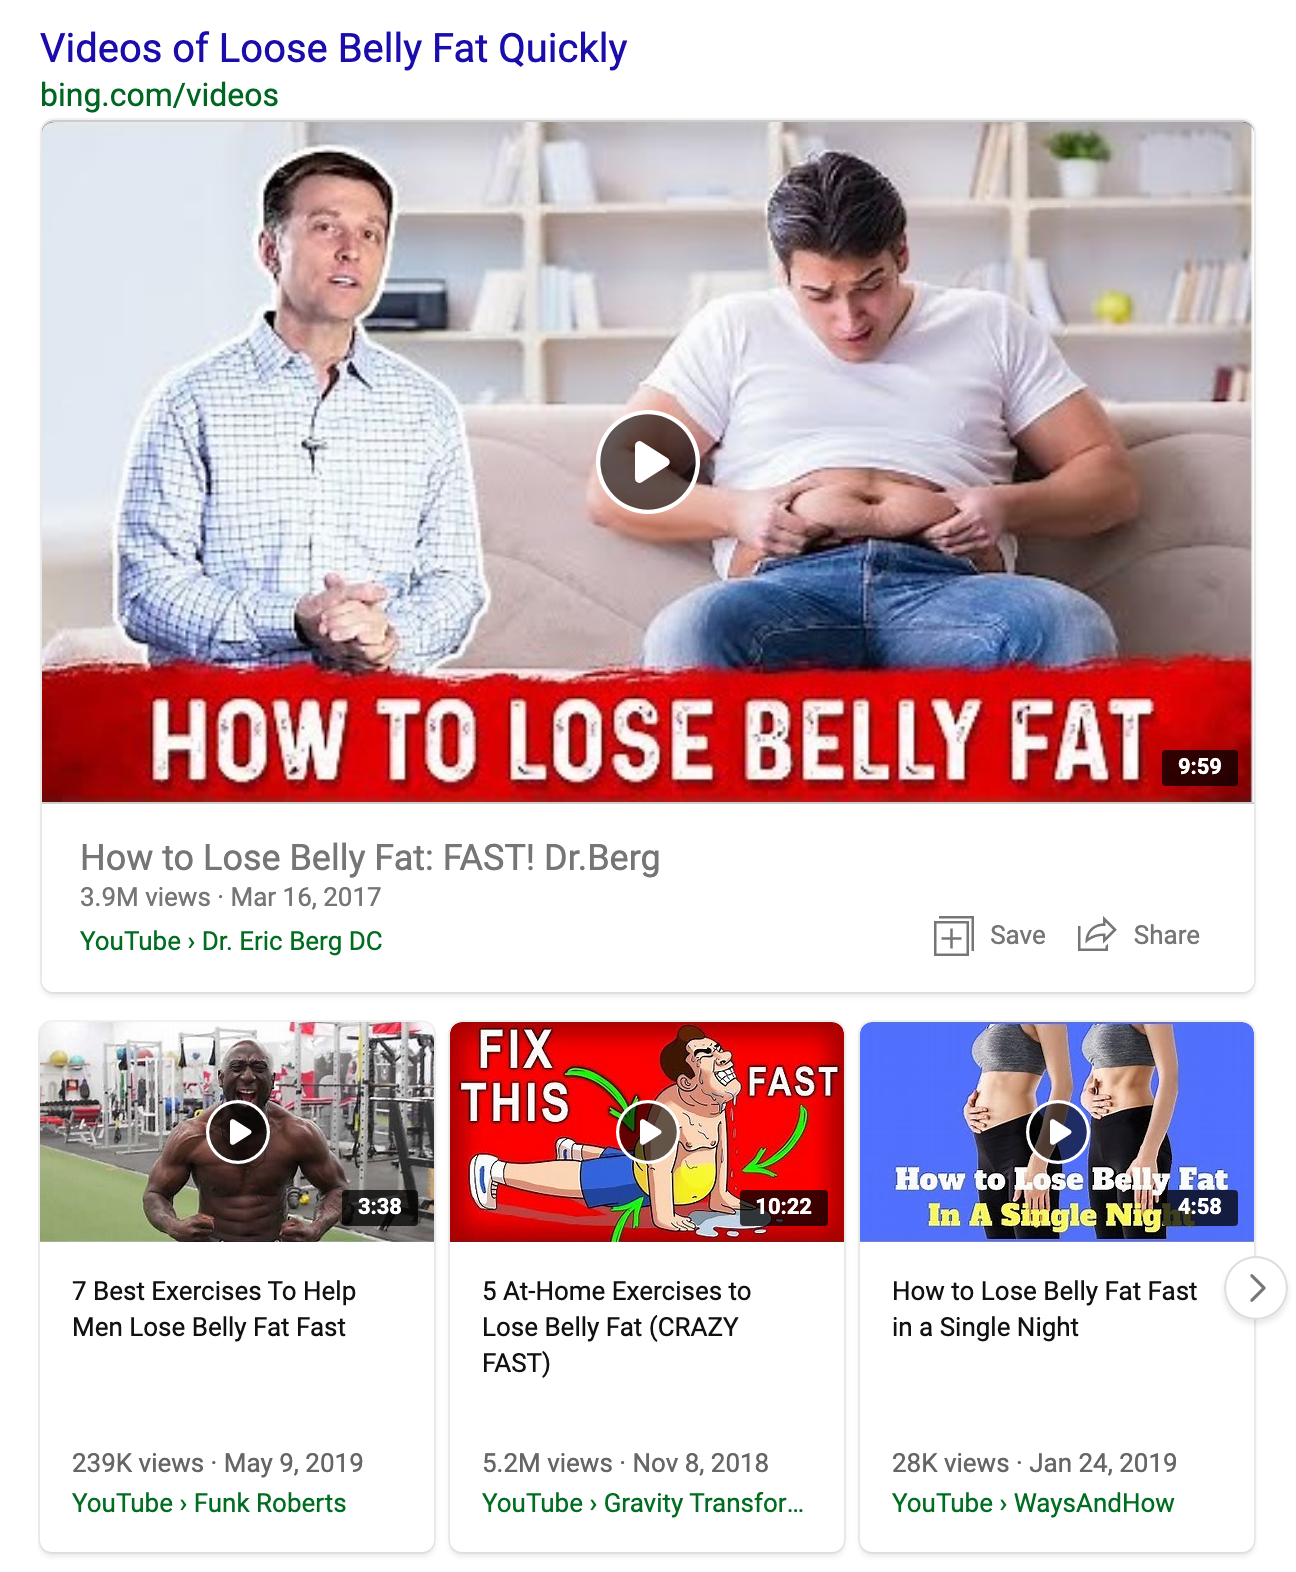 Videos of Loose Belly Fat Quickly
bing.com/videos
HOW TO LOSE BELLY FAT
9:59
How to Lose Belly Fat: FAST! Dr.Berg
3.9M views · Mar 16, 2017
YouTube › Dr. Eric Berg DC
Save
Share
3:38
7 Best Exercises To Help
Men Lose Belly Fat Fast
239K views · May 9, 2019
YouTube › Funk Roberts
FIX
THIS
FAST
10:22
5 At-Home Exercises to
Lose Belly Fat (CRAZY
FAST)
5.2M views · Nov 8, 2018
YouTube › Gravity Transfor...
How to Lose Belly Fat
In A Single Night
4:58
How to Lose Belly Fat Fast
in a Single Night
28K views · Jan 24, 2019
YouTube › WaysAndHow